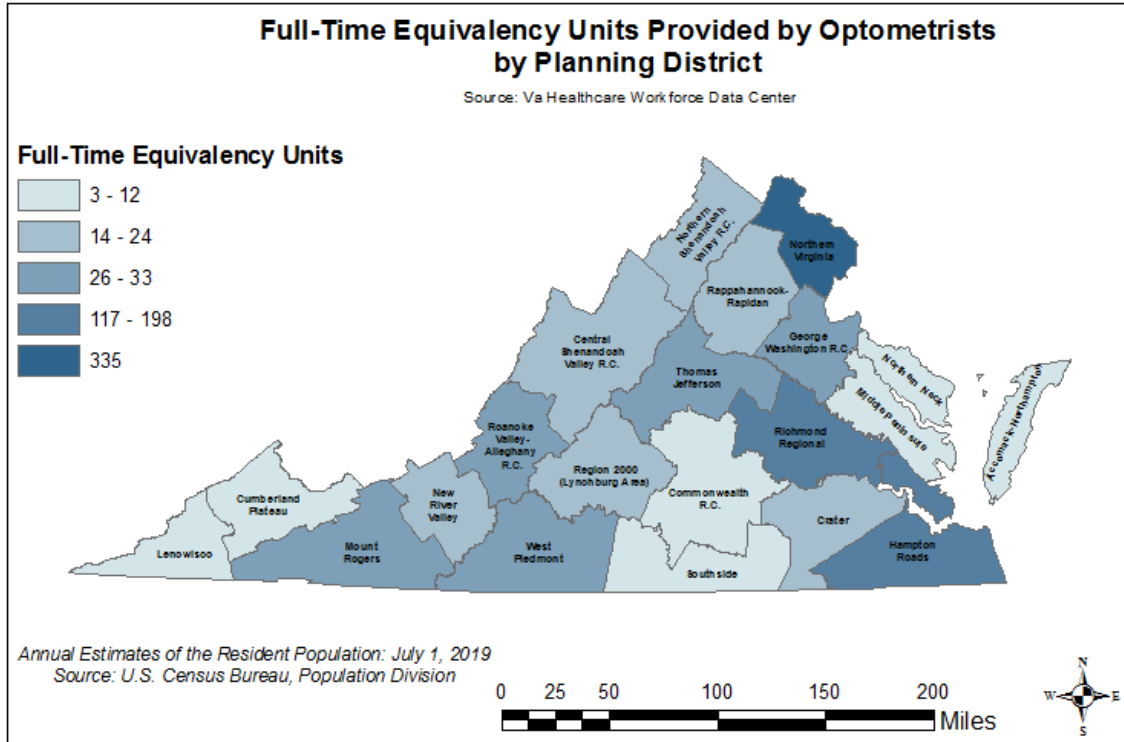 Full-Time Equivalency Units Provided by Optometrists
by Planning District
Source: Va Healthcare Workforce Data Center
Full-Time Equivalency Units
3 - 12
14 - 24
26 - 33
117 - 198
335
Northern
Shenandoah
Valley R.C.
Northern
Virginia
Rappahannook-
Rapidan
Central
Shenandoah
Valley R.C.
George
Washington R.C.
Northern Neck
Middle Peninsula
Accomack-Northampton
Thomas
Jefferson
Roanoke
Valley-
Alleghany
R.C.
Richmond
Regional
Region 2000
(Lynchburg Area)
Commonwealth
R.C.
Cumberland
Plateau
New
River
Valley
Crater
Lenowisco
Mount
Rogers
West
Piedmont
Southside
Hampton
Roads
Annual Estimates of the Resident Population: July 1, 2019
Source: U.S. Census Bureau, Population Division
0 25 50 100 150 200
Miles
N
W E
S